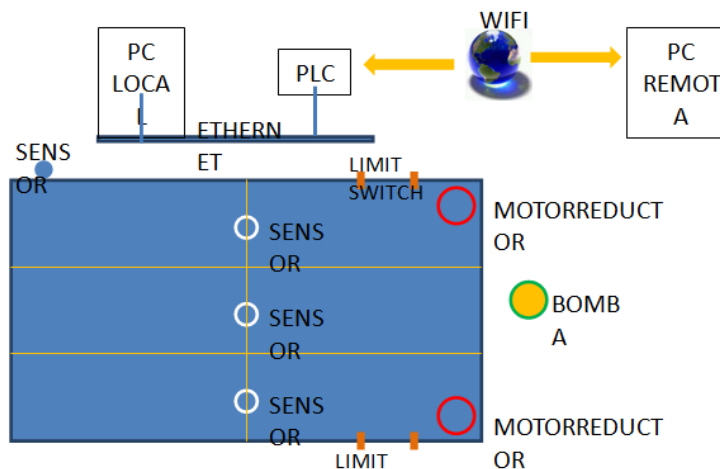 WIFI
PC
LOCA
L
PLC
PC
REMOT
A
ETHERN
ET
SENS
OR
LIMIT
SWITCH
MOTORREDUCT
OR
SENS
OR
SENS
OR
BOMB
A
SENS
OR
MOTORREDUCT
OR
LIMIT